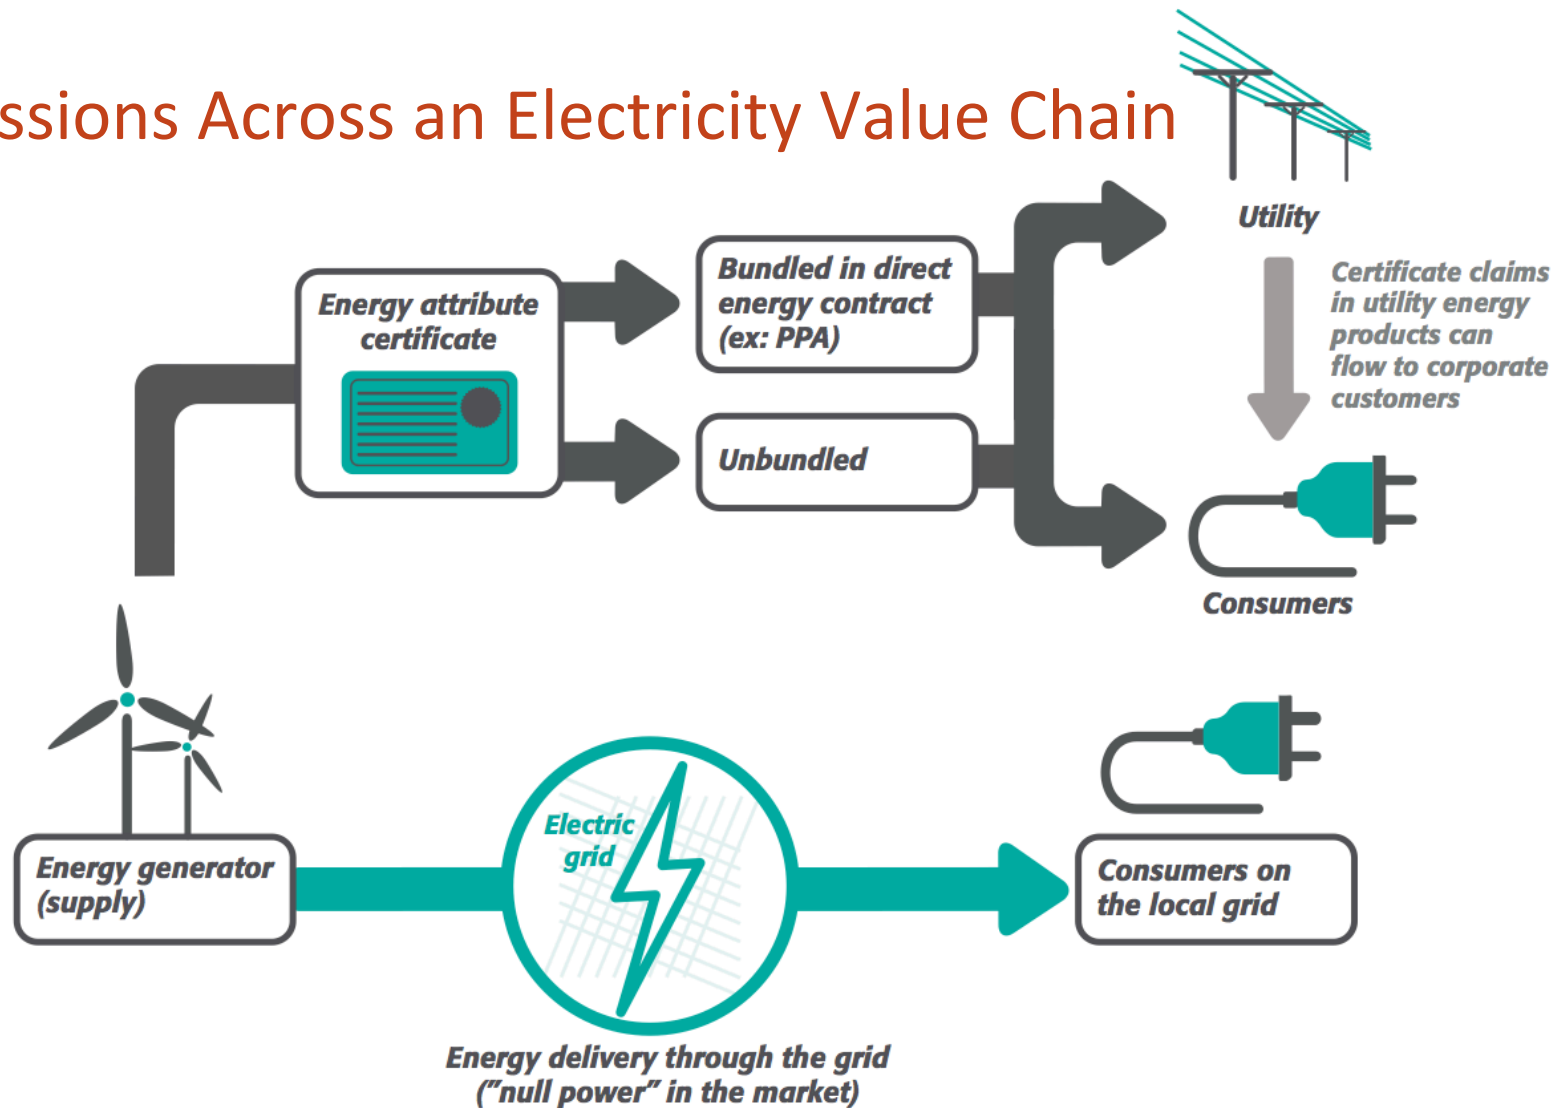 ssions Across an Electricity Value Chain
Utility
Energy attribute
certificate
Bundled in direct
energy contract
(ex: PPA)
Unbundled
Certificate claims
in utility energy
products can
flow to corporate
customers
Consumers
Energy generator
(supply)
Electric
grid
Consumers on
the local grid
Energy delivery through the grid
(”null power” in the market)